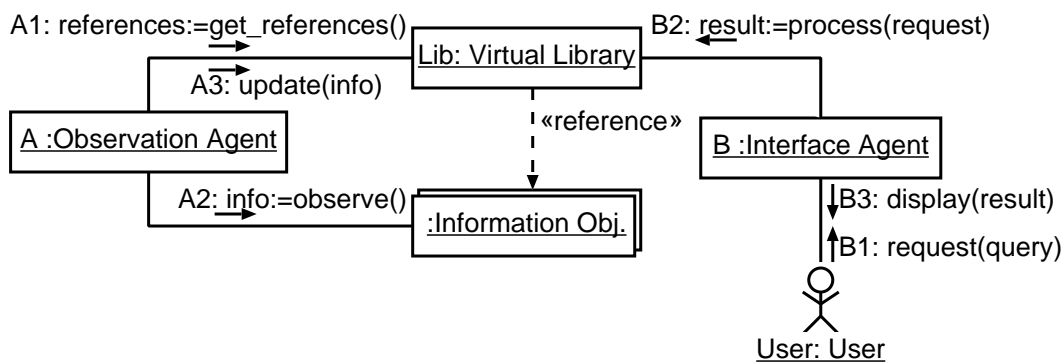 A1: references:=get_references()
B2: result:=process(request)
Lib: Virtual Library
A3: update(info)
«reference»
A :Observation Agent
B :Interface Agent
A2: info:=observe()
:Information Obj.
B3: display(result)
B1: request(query)
User: User